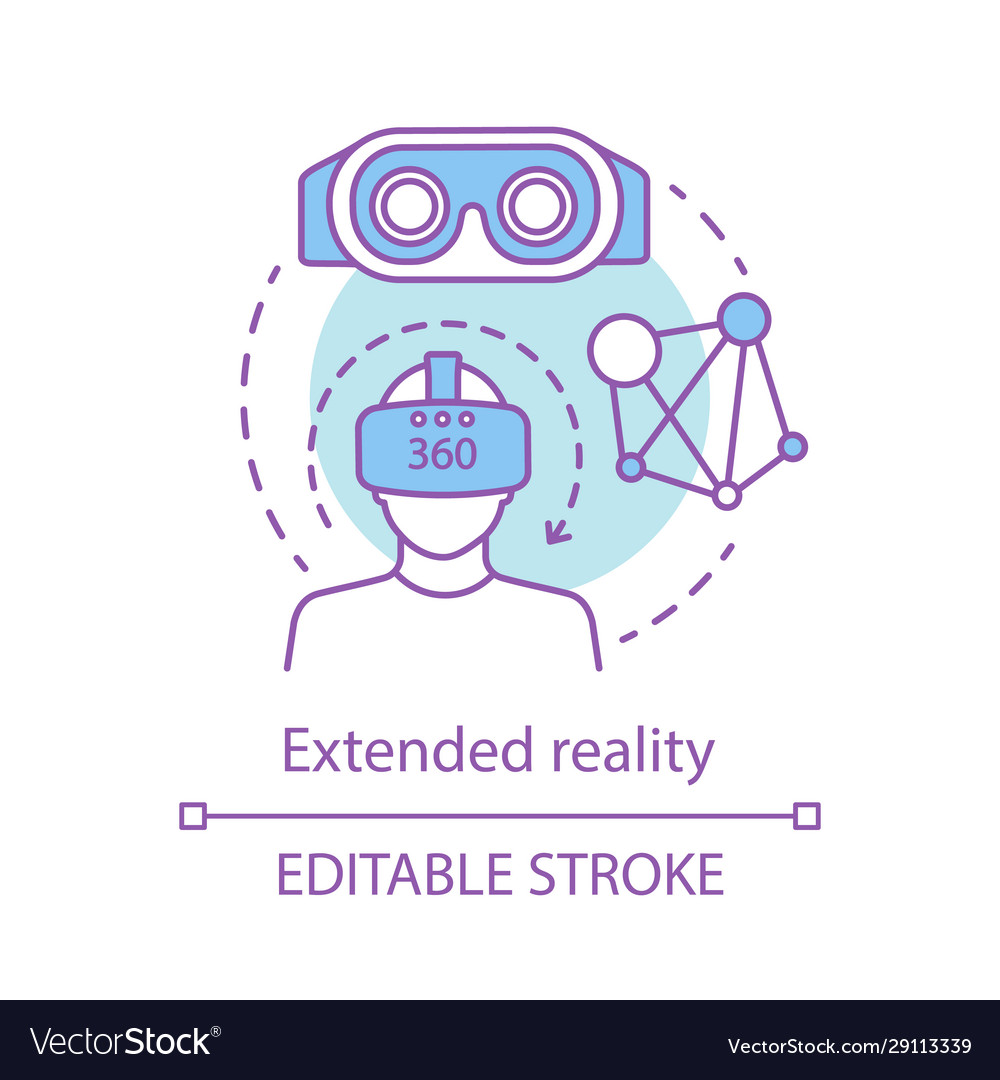 360
Extended reality
EDITABLE STROKE
VectorStock®
VectorStock.com/29113339